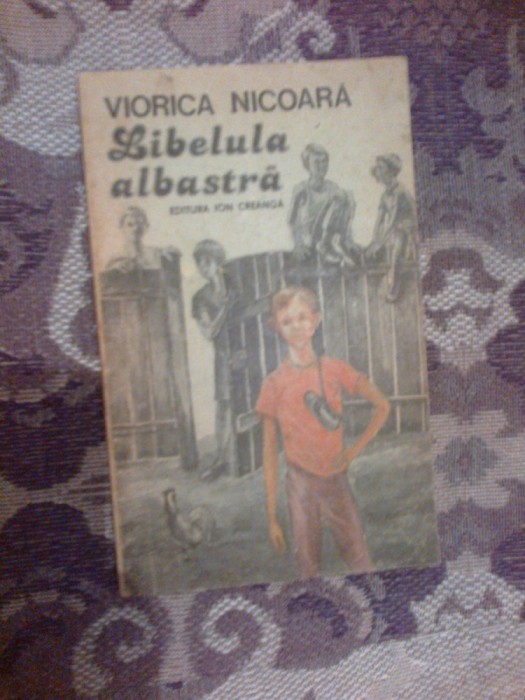 VIORICA NICOARĂ
Libelula
albastră
EDITURA ION CREANGĂ